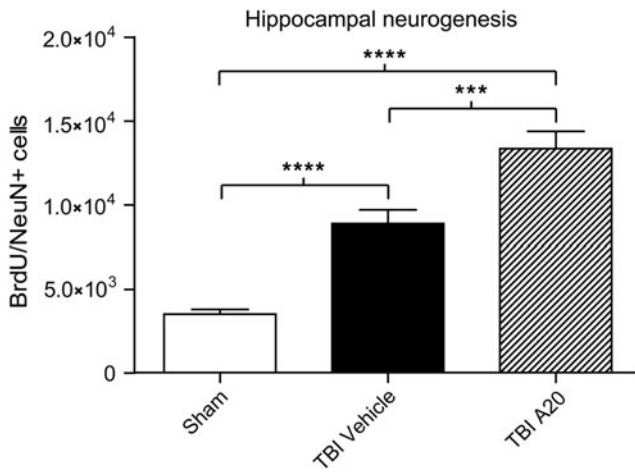 Hippocampal neurogenesis
BrdU/NeuN+ cells
2.0×10⁴
1.5×10⁴
1.0×10⁴
5.0×10³
0
****
***
****
Sham
TBI Vehicle
TBI A20